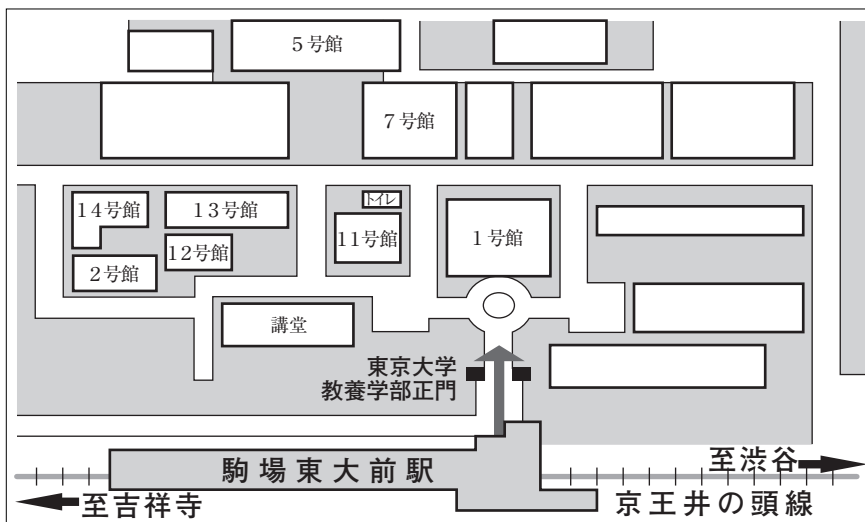 5号館
7号館
トイレ
14号館
13号館
11号館
1号館
12号館
2号館
講堂
東京大学
教養学部正門
駒場東大前駅
至渋谷
至吉祥寺
京王井の頭線